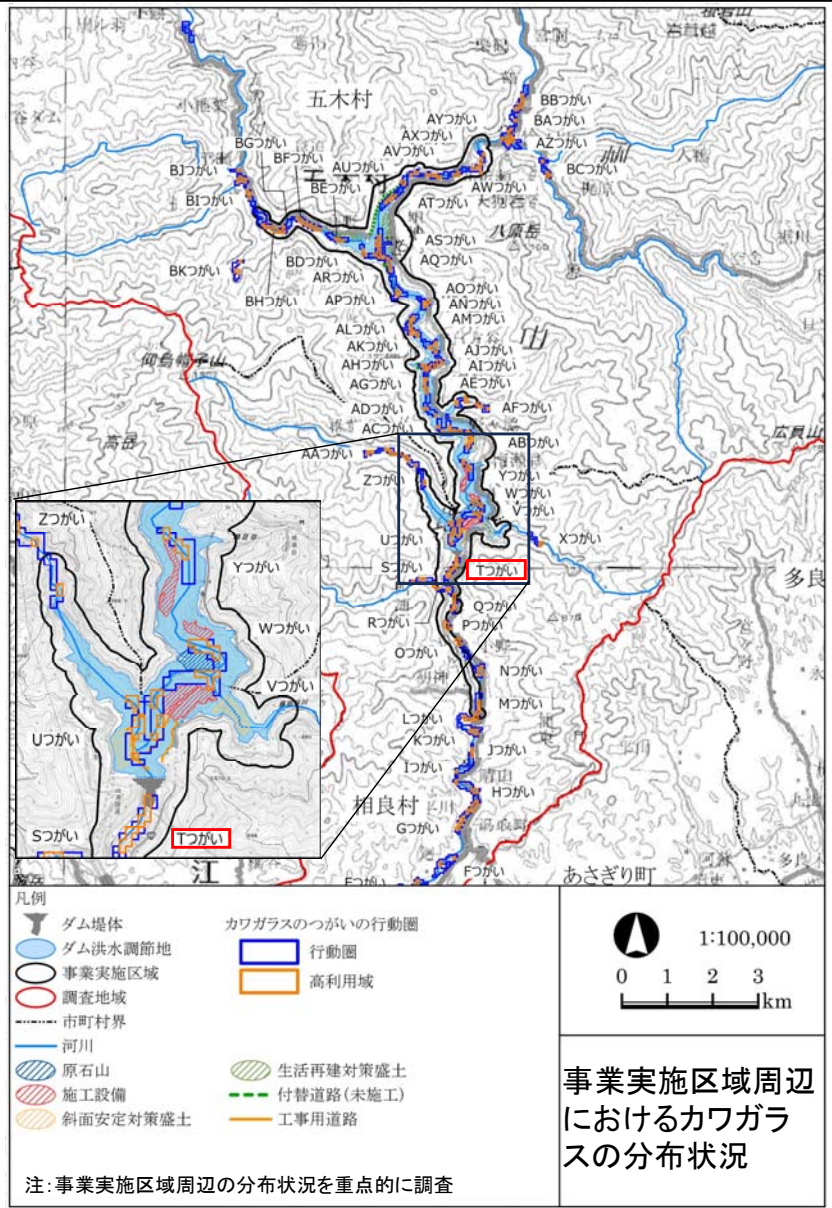 五木村
BBつがい
AYつがい
BAつがい
AXつがい
BGつがい
AVつがい
AZつがい
BFつがい
AUつがい
BJつがい
BEつがい
AWつがい
BCつがい
BIつがい
ATつがい
八原岳
ASつがい
BDつがい
AQつがい
BKつがい
ARつがい
AOつがい
BHつがい
APつがい
ANつがい
AMつがい
ALつがい
山
AKつがい
AJつがい
仰烏帽子山
AHつがい
AIつがい
AGつがい
AEつがい
ADつがい
AFつがい
高岳
ACつがい
ABつがい
AAつがい
Yつがい
Zつがい
Wつがい
Vつがい
Uつがい
Xつがい
Sつがい
Tつがい
多良
Qつがい
Rつがい
Pつがい
Oつがい
Nつがい
Mつがい
Lつがい
Kつがい
Jつがい
Iつがい
Hつがい
相良村
Gつがい
Fつがい
あさぎり町
Zつがい
Yつがい
Wつがい
Vつがい
Uつがい
Sつがい
Tつがい
江
凡例
ダム堤体
ダム洪水調節地
事業実施区域
調査地域
市町村界
河川
原石山
施工設備
斜面安定対策盛土
カワガラスのつがいの行動圏
行動圏
高利用域
生活再建対策盛土
付替道路(未施工)
工事用道路
注:事業実施区域周辺の分布状況を重点的に調査
1:100,000
0 1 2 3
km
事業実施区域周辺
におけるカワガラ
スの分布状況